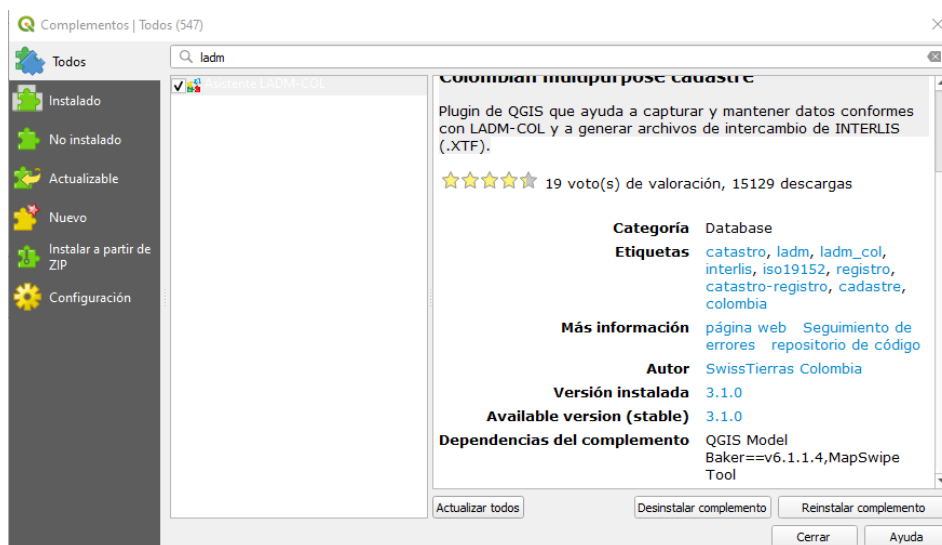 Complementos | Todos (547)
Todos
Instalado
No instalado
Actualizable
Nuevo
Instalar a partir de
ZIP
Configuración
ladm
Asistente LADM-COL
Colombian multipurpose cadastre
Plugin de QGIS que ayuda a capturar y mantener datos conformes
con LADM-COL y a generar archivos de intercambio de INTERLIS
(.XTF).
19 voto(s) de valoración, 15129 descargas
Categoría Database
Etiquetas catastro, ladm, ladm_col,
interlis, iso19152, registro,
catastro-registro, cadastre,
colombia
Más información página web Seguimiento de
errores repositorio de código
Autor SwissTierras Colombia
Versión instalada 3.1.0
Available version (stable) 3.1.0
Dependencias del complemento QGIS Model
Baker==v6.1.1.4,MapSwipe
Tool
Actualizar todos Desinstalar complemento Reinstalar complemento
Cerrar Ayuda